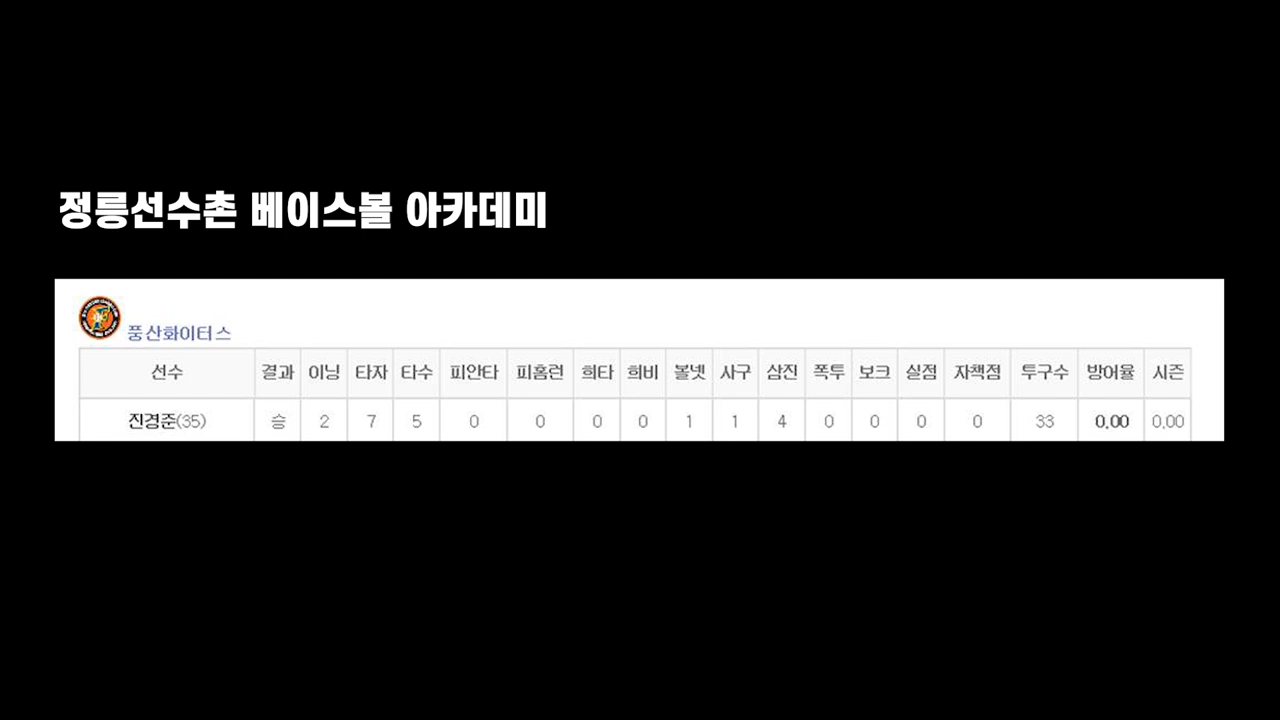 정릉선수촌 베이스볼 아카데미
풍산화이터스
선수 결과 이닝 타자 타수 피안타 피홈런 희타 희비 볼넷 사구 삼진 폭투 보크 실점 자책점 투구수 방어율 시즌
진경준(35) 승 2 7 5 0 0 0 0 1 1 4 0 0 0 0 33 0.00 0.00